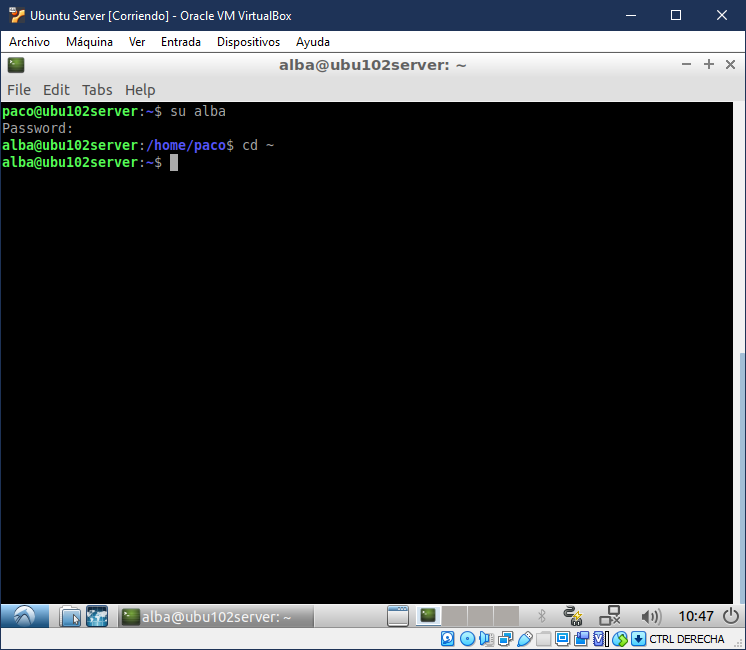 Ubuntu Server [Corriendo] - Oracle VM VirtualBox
Archivo Máquina Ver Entrada Dispositivos Ayuda
alba@ubu102server: ~
File Edit Tabs Help
paco@ubu102server:~$ su alba
Password:
alba@ubu102server:/home/paco$ cd ~
alba@ubu102server:~$
alba@ubu102server: ~
10:47
CTRL DERECHA